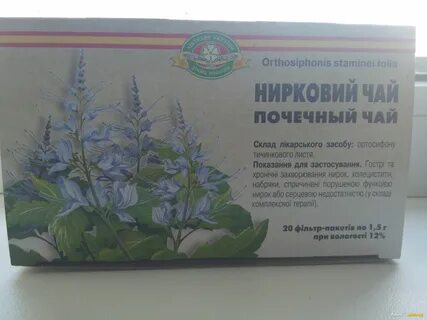 Orthosiphonis staminei folia
НИРКОВИЙ ЧАЙ
ПОЧЕЧНЫЙ ЧАЙ
Склад лікарського засобу: ортосифону
тичинкового листя.
Показання для застосування. Гострі та
хронічні захворювання нирок, холецистити,
набряки, спричинені порушеною функцією
нирок або серцевою недостатністю (у складі
комплексної терапії).
20 фільтр-пакетів по 1,5 г
при вологості 12%